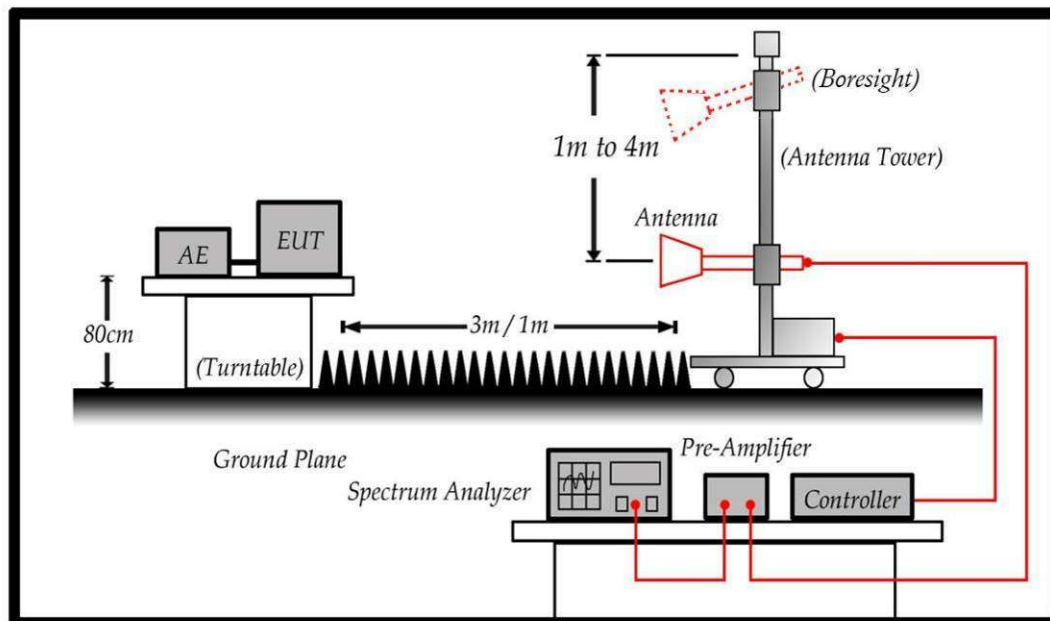 (Boresight)
1m to 4m
(Antenna Tower)
Antenna
AE
EUT
80cm
3m / 1m
(Turntable)
Ground Plane
Pre-Amplifier
Spectrum Analyzer
Controller